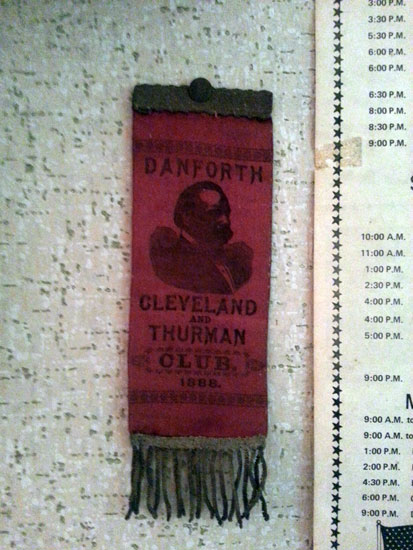 DANFORTH
CLEVELAND
AND
THURMAN
CLUB.
1888.
3:00 P.M.
3:30 P.M.
5:30 P.M.
6:00 P.M.
6:00 P.M.
6:30 P.M.
8:00 P.M.
8:30 P.M.
9:00 P.M.
10:00 A.M.
11:00 A.M.
1:00 P.M.
2:30 P.M.
4:00 P.M.
4:00 P.M.
5:00 P.M.
9:00 P.M.
M
9:00 A.M. to
9:00 A.M. to
1:00 P.M.
2:00 P.M.
4:30 P.M.
6:00 P.M.
9:00 P.M.